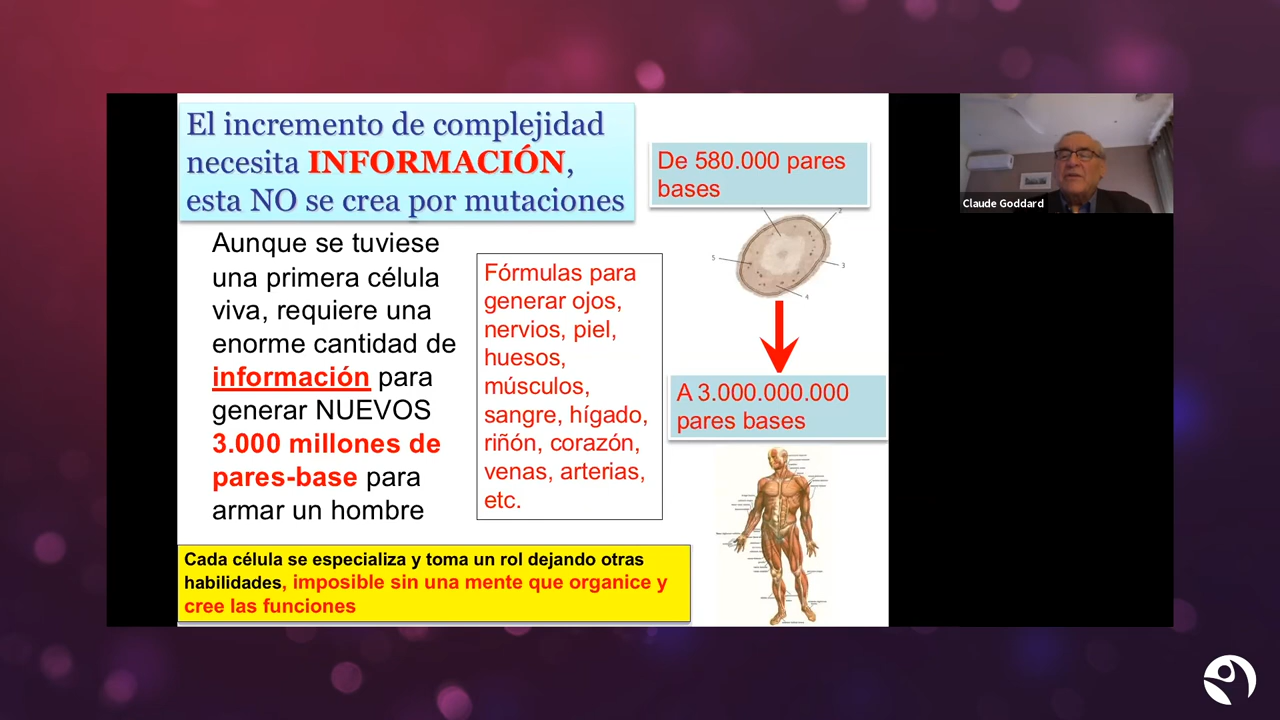 El incremento de complejidad
necesita INFORMACIÓN,
esta NO se crea por mutaciones
Aunque se tuviese
una primera célula
viva, requiere una
enorme cantidad de
información para
generar NUEVOS
3.000 millones de
pares-base para
armar un hombre
Fórmulas para
generar ojos,
nervios, piel,
huesos,
músculos,
sangre, hígado,
riñón, corazón,
venas, arterias,
etc.
De 580.000 pares
bases
2
5
3
4
A 3.000.000.000
pares bases
Cada célula se especializa y toma un rol dejando otras
habilidades, imposible sin una mente que organice y
cree las funciones
Claude Goddard